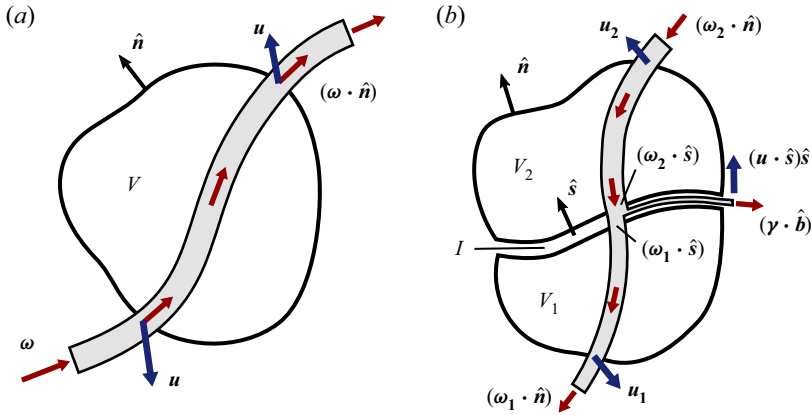 (a)
u
n̂
(ω · n̂)
V
ω
u
(b)
u₂
(ω₂ · n̂)
n̂
V₂
ŝ
(ω₂ · ŝ)
(u · ŝ)ŝ
(γ · b̂)
I
(ω₁ · ŝ)
V₁
(ω₁ · n̂)
u₁